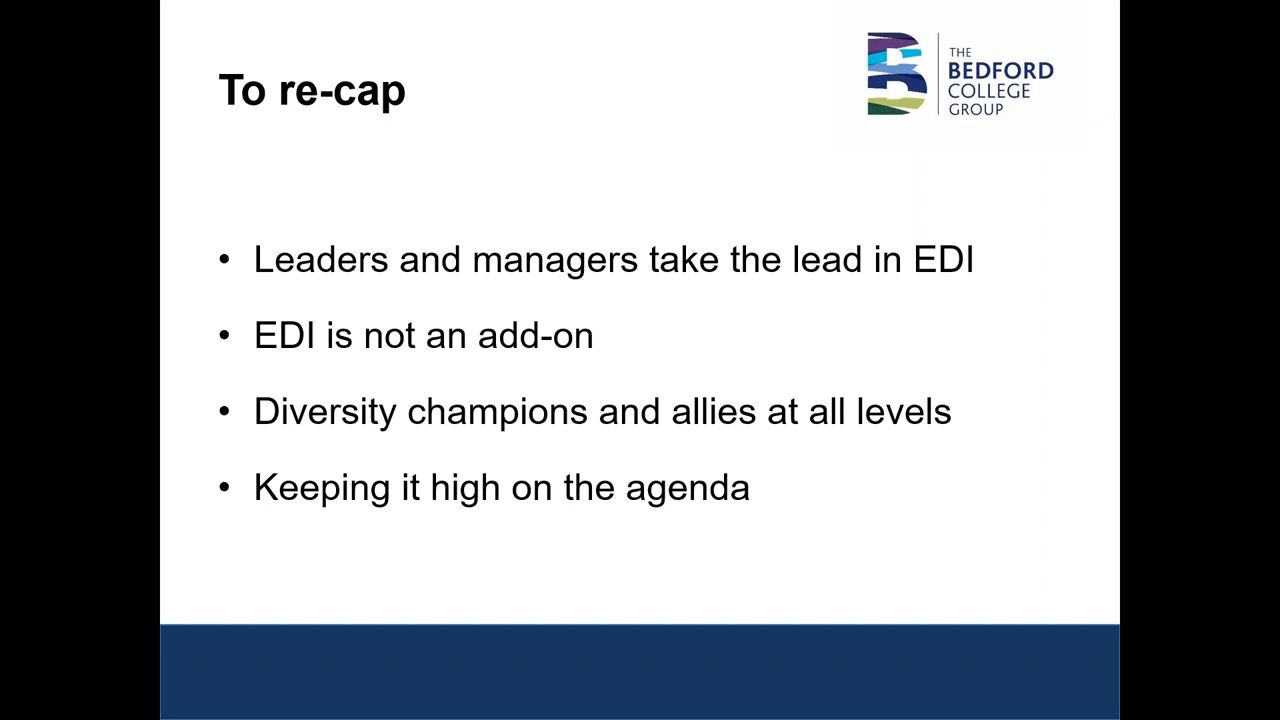 To re-cap
THE
BEDFORD
COLLEGE
GROUP
• Leaders and managers take the lead in EDI
• EDI is not an add-on
• Diversity champions and allies at all levels
• Keeping it high on the agenda